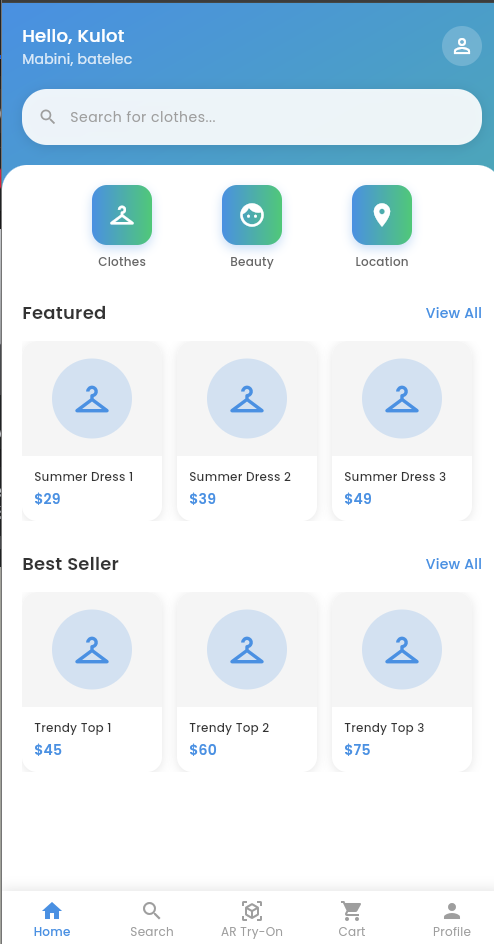 Hello, Kulot
Mabini, batelec
Search for clothes...
Clothes
Beauty
Location
Featured
View All
Summer Dress 1
$29
Summer Dress 2
$39
Summer Dress 3
$49
Best Seller
View All
Trendy Top 1
$45
Trendy Top 2
$60
Trendy Top 3
$75
Home
Search
AR Try-On
Cart
Profile